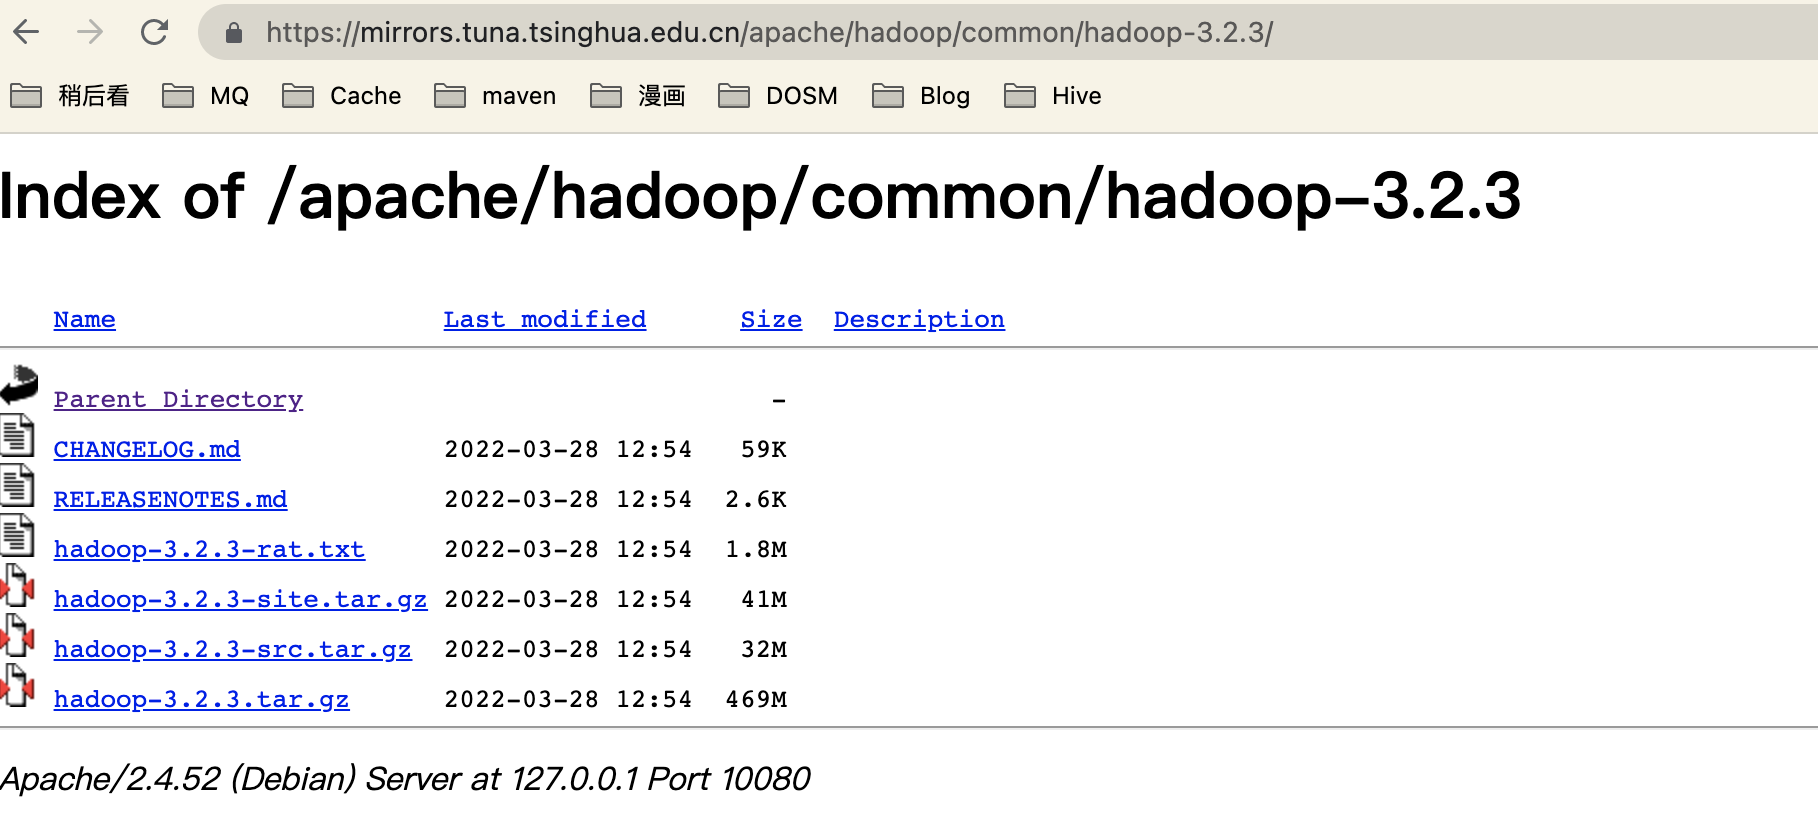 https://mirrors.tuna.tsinghua.edu.cn/apache/hadoop/common/hadoop-3.2.3/
稍后看 MQ Cache maven 漫画 DOSM Blog Hive
Index of /apache/hadoop/common/hadoop-3.2.3
Name Last modified Size Description
Parent Directory -
CHANGELOG.md 2022-03-28 12:54 59K
RELEASENOTES.md 2022-03-28 12:54 2.6K
hadoop-3.2.3-rat.txt 2022-03-28 12:54 1.8M
hadoop-3.2.3-site.tar.gz 2022-03-28 12:54 41M
hadoop-3.2.3-src.tar.gz 2022-03-28 12:54 32M
hadoop-3.2.3.tar.gz 2022-03-28 12:54 469M
Apache/2.4.52 (Debian) Server at 127.0.0.1 Port 10080